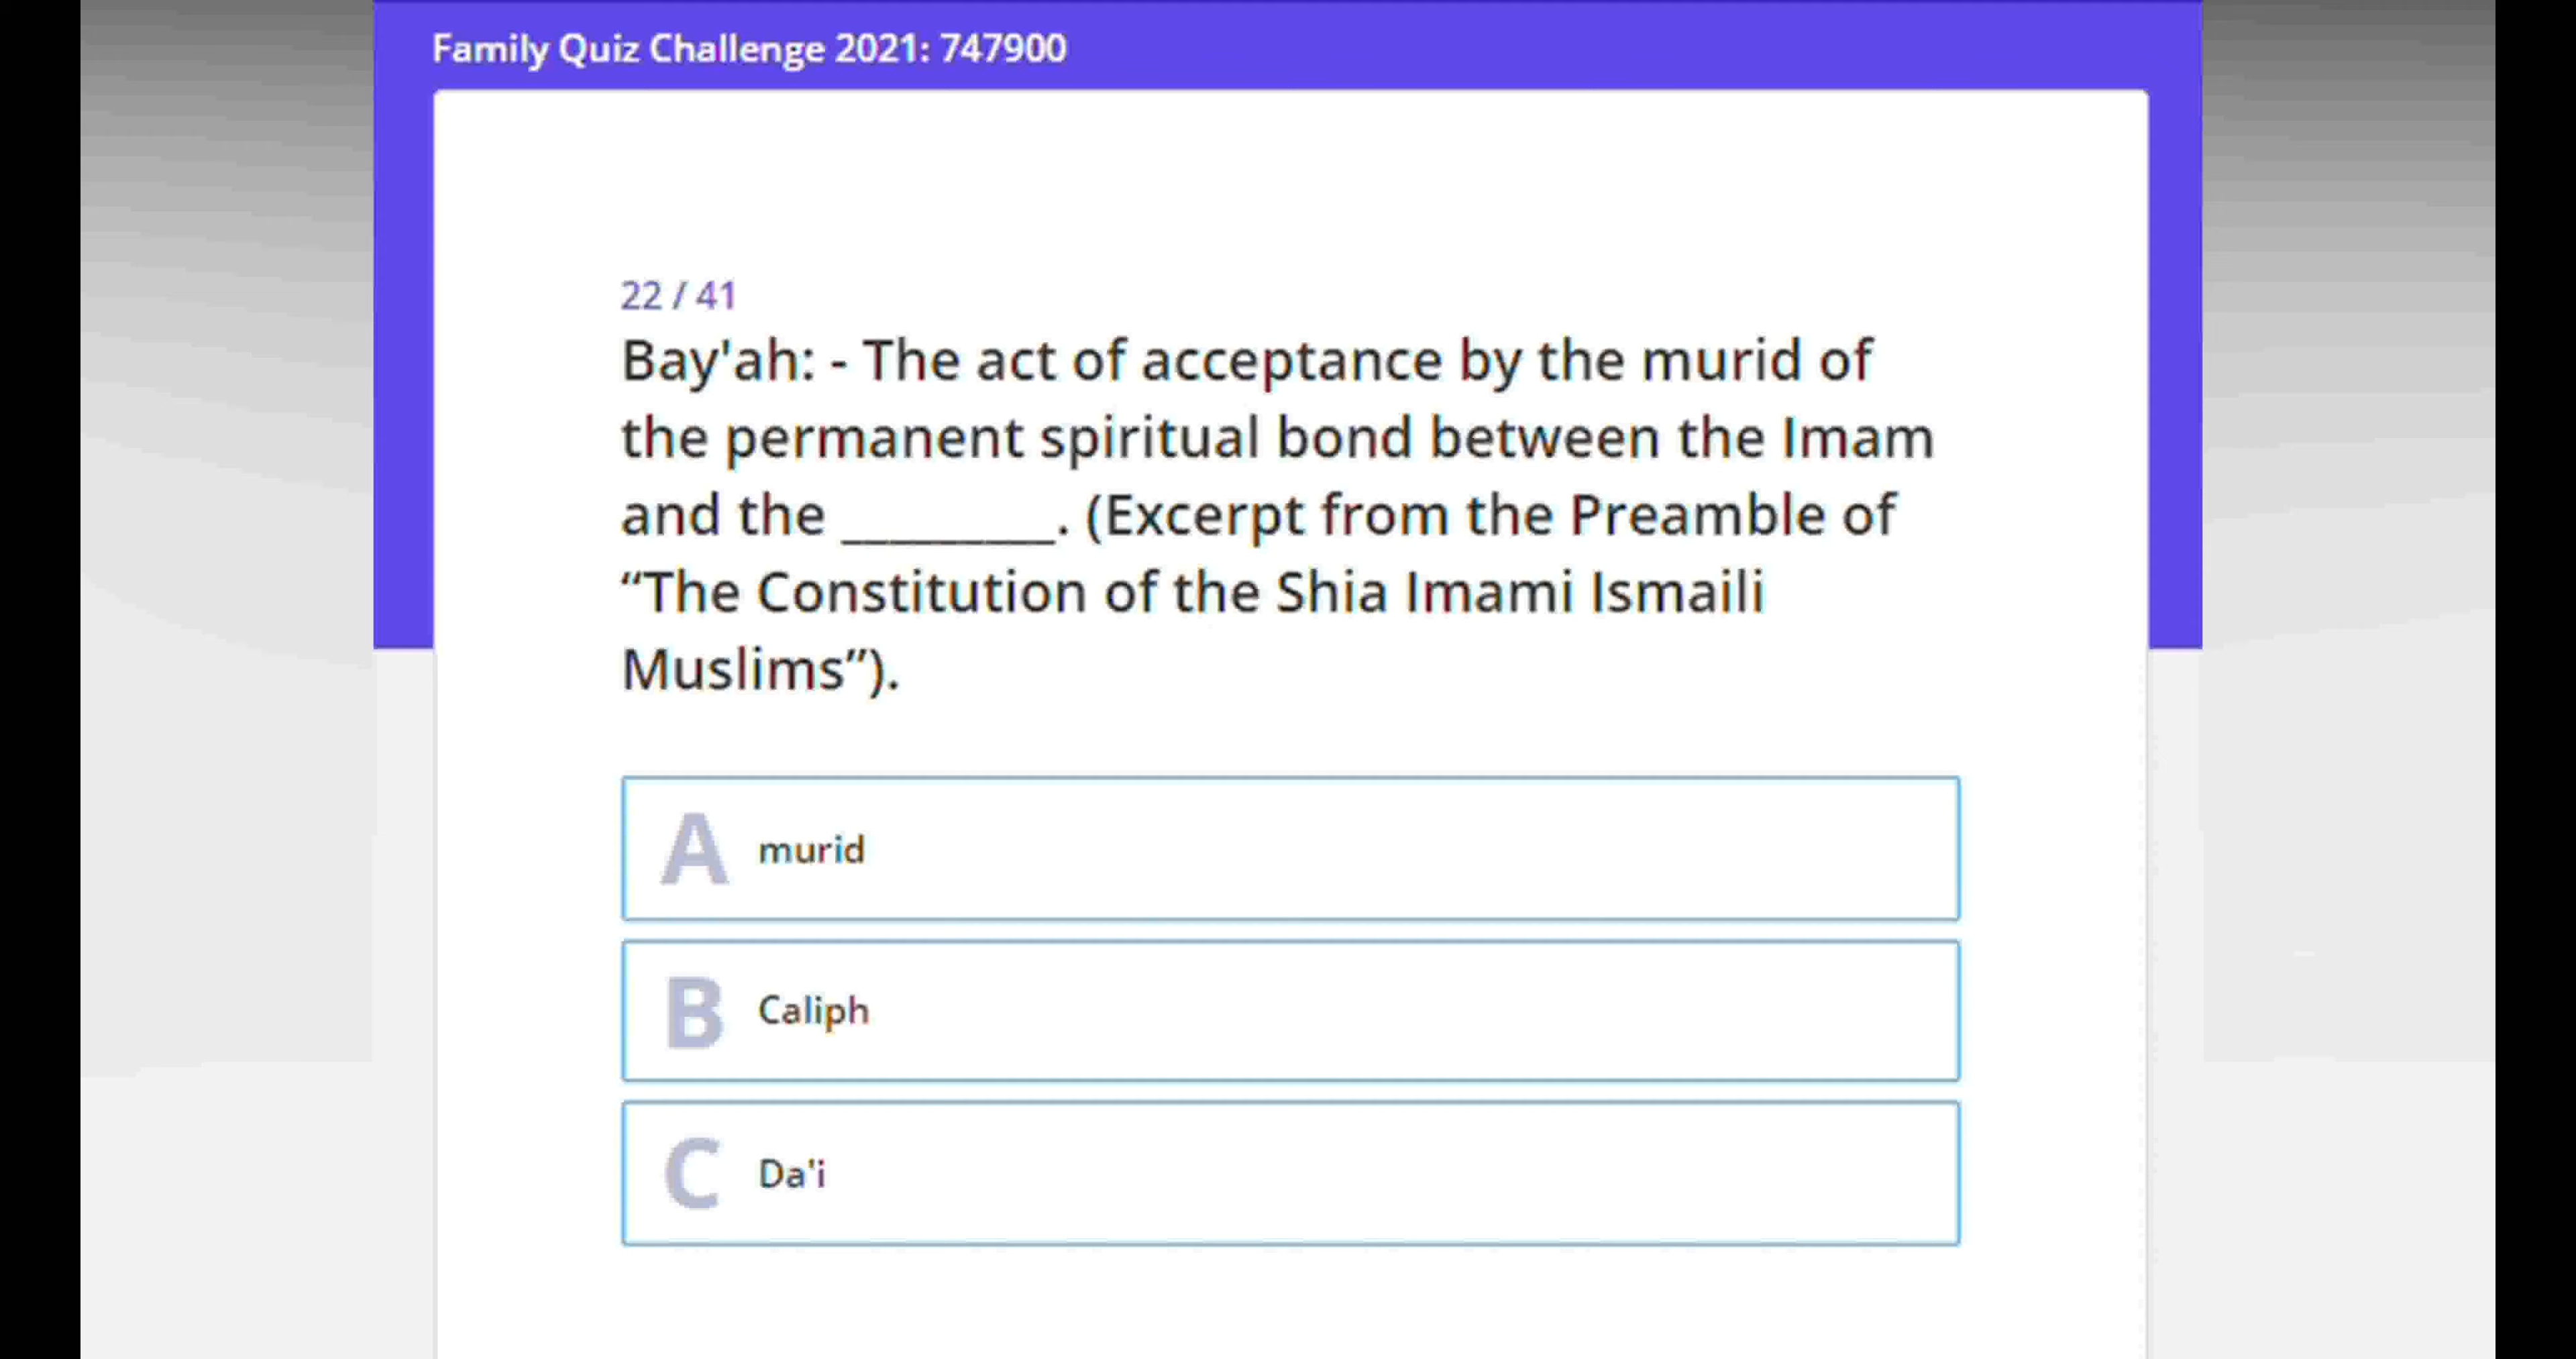 Family Quiz Challenge 2021: 747900
22 / 41
Bay'ah: - The act of acceptance by the murid of
the permanent spiritual bond between the Imam
and the _________. (Excerpt from the Preamble of
“The Constitution of the Shia Imami Ismaili
Muslims”).
A murid
B Caliph
C Da'i